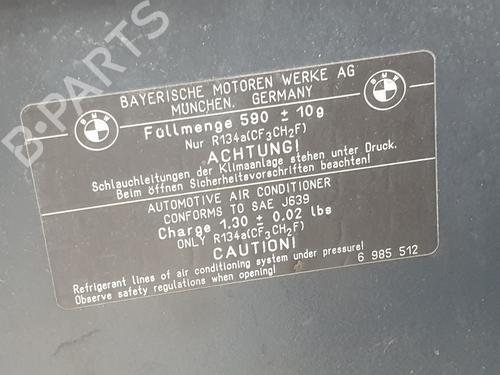 BAYERISCHE MOTOREN WERKE AG
MÜNCHEN, GERMANY
Füllmenge 590 ± 10g
Nur R134a(CF3CH2F)
ACHTUNG!
Schlauchleitungen der Klimaanlage stehen unter Druck.
Beim öffnen Sicherheitsvorschriften beachten!
AUTOMOTIVE AIR CONDITIONER
CONFORMS TO SAE J639
Charge 1.30 ± 0.02 lbs
ONLY R134a(CF3CH2F)
CAUTION!
Refrigerant lines of air conditioning system under pressure!
Observe safety regulations when opening!
6 985 512
BMW
BMW
B-PARTS